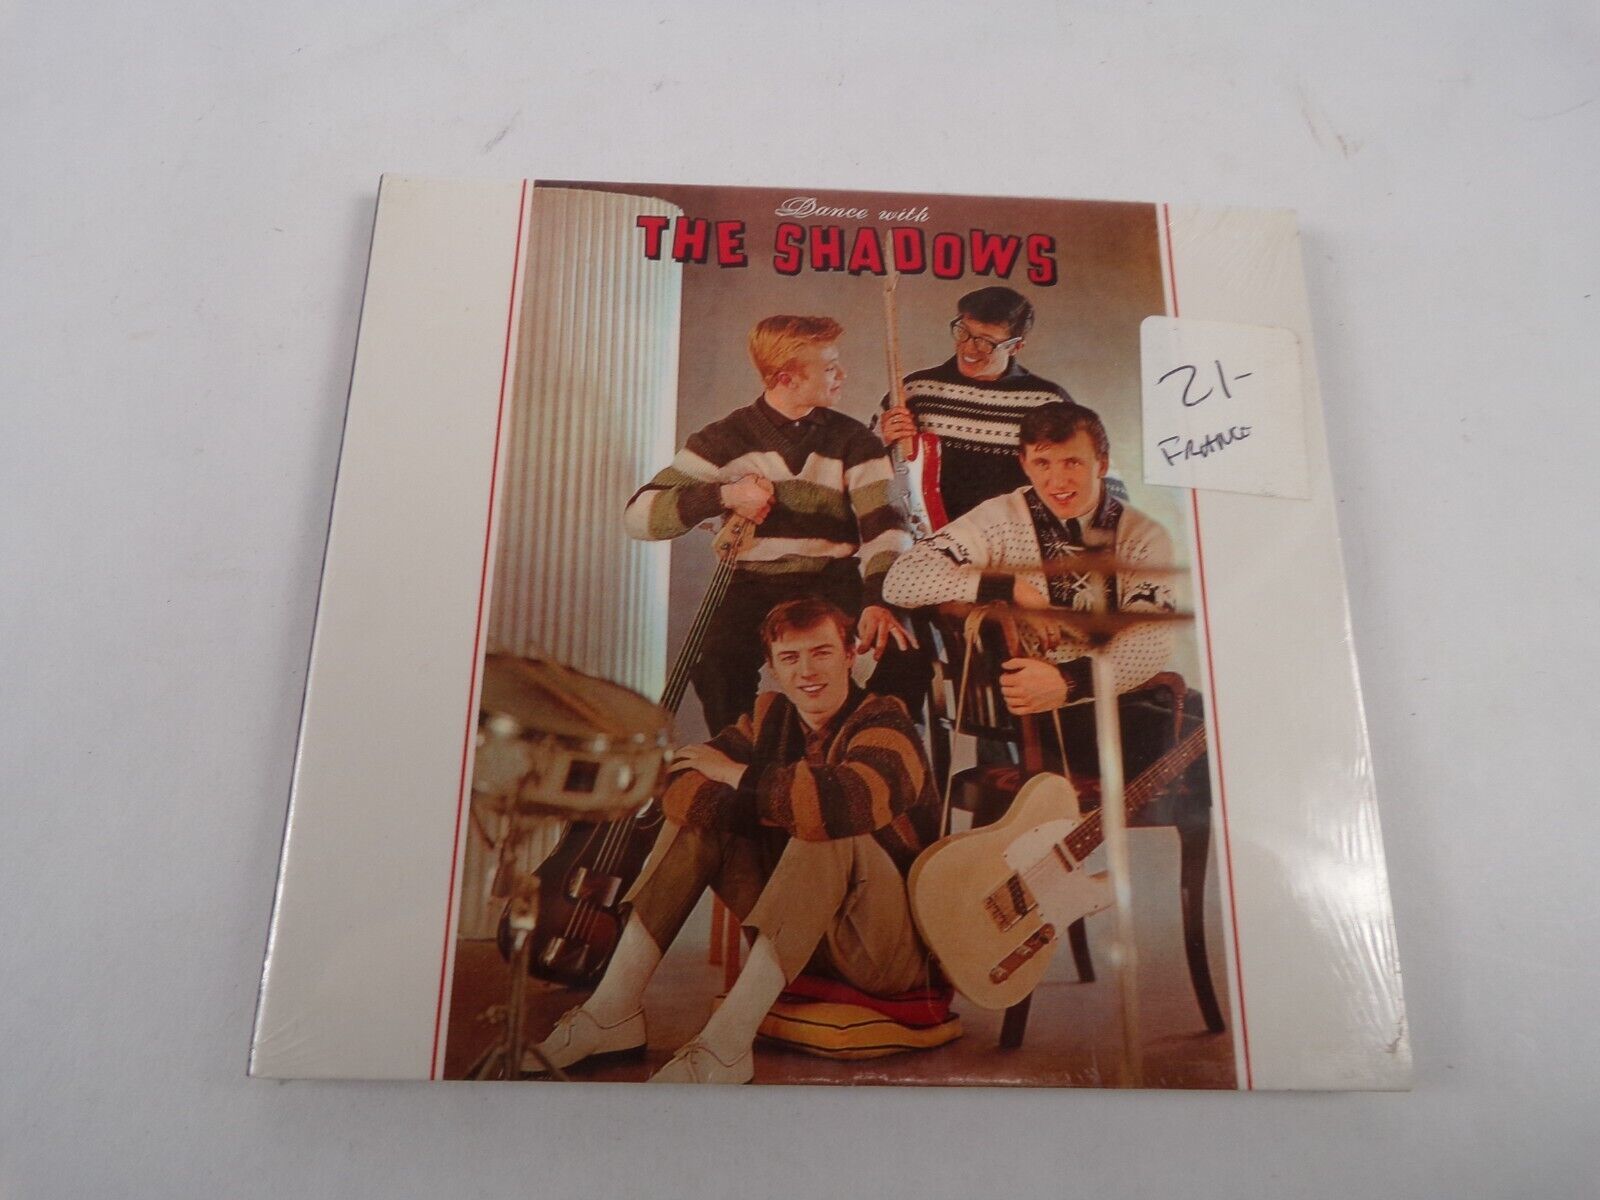 Dance with
THE SHADOWS
21-
FRANCE